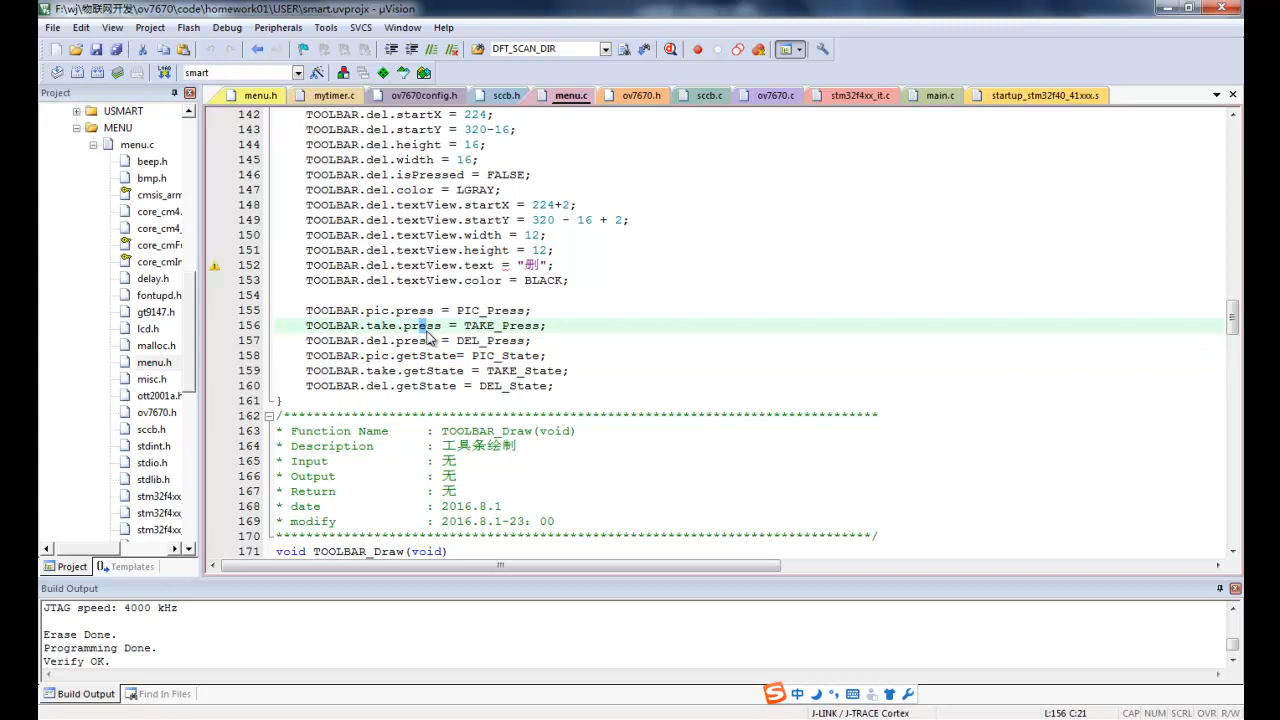 F:\wj\物联网开发\ov7670\code\homework01\USER\smart.uvprojx - µVision
File Edit View Project Flash Debug Peripherals Tools SVCS Window Help
DFT_SCAN_DIR
LOAD smart
Project
menu.h mytimer.c ov7670config.h sccb.h menu.c ov7670.h sccb.c ov7670.c stm32f4xx_it.c main.c startup_stm32f40_41xxx.s
USMART
MENU
menu.c
beep.h
bmp.h
cmsis_arm
core_cm4.
core_cm4_
core_cmFu
core_cmIn
delay.h
fontupd.h
gt9147.h
lcd.h
malloc.h
menu.h
misc.h
ott2001a.h
ov7670.h
sccb.h
stdint.h
stdio.h
stdlib.h
stm32f4xx
stm32f4xx
stm32f4xx
Project Templates
142 TOOLBAR.del.startX = 224;
143 TOOLBAR.del.startY = 320-16;
144 TOOLBAR.del.height = 16;
145 TOOLBAR.del.width = 16;
146 TOOLBAR.del.isPressed = FALSE;
147 TOOLBAR.del.color = LGRAY;
148 TOOLBAR.del.textView.startX = 224+2;
149 TOOLBAR.del.textView.startY = 320 - 16 + 2;
150 TOOLBAR.del.textView.width = 12;
151 TOOLBAR.del.textView.height = 12;
152 TOOLBAR.del.textView.text = "删";
153 TOOLBAR.del.textView.color = BLACK;
154
155 TOOLBAR.pic.press = PIC_Press;
156 TOOLBAR.take.press = TAKE_Press;
157 TOOLBAR.del.press = DEL_Press;
158 TOOLBAR.pic.getState= PIC_State;
159 TOOLBAR.take.getState = TAKE_State;
160 TOOLBAR.del.getState = DEL_State;
161 }
162 /*******************************************************************************
163 * Function Name : TOOLBAR_Draw(void)
164 * Description : 工具条绘制
165 * Input : 无
166 * Output : 无
167 * Return : 无
168 * date : 2016.8.1
169 * modify : 2016.8.1-23：00
170 *******************************************************************************/
171 void TOOLBAR_Draw(void)
Build Output
JTAG speed: 4000 kHz
Erase Done.
Programming Done.
Verify OK.
Build Output Find In Files
中
J-LINK / J-TRACE Cortex L:156 C:21 CAP NUM SCRL OVR R/W